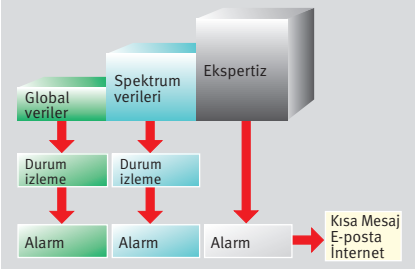 Global
veriler
Spektrum
verileri
Ekspertiz
Durum
izleme
Durum
izleme
Alarm
Alarm
Alarm
Kısa Mesaj
E-posta
İnternet